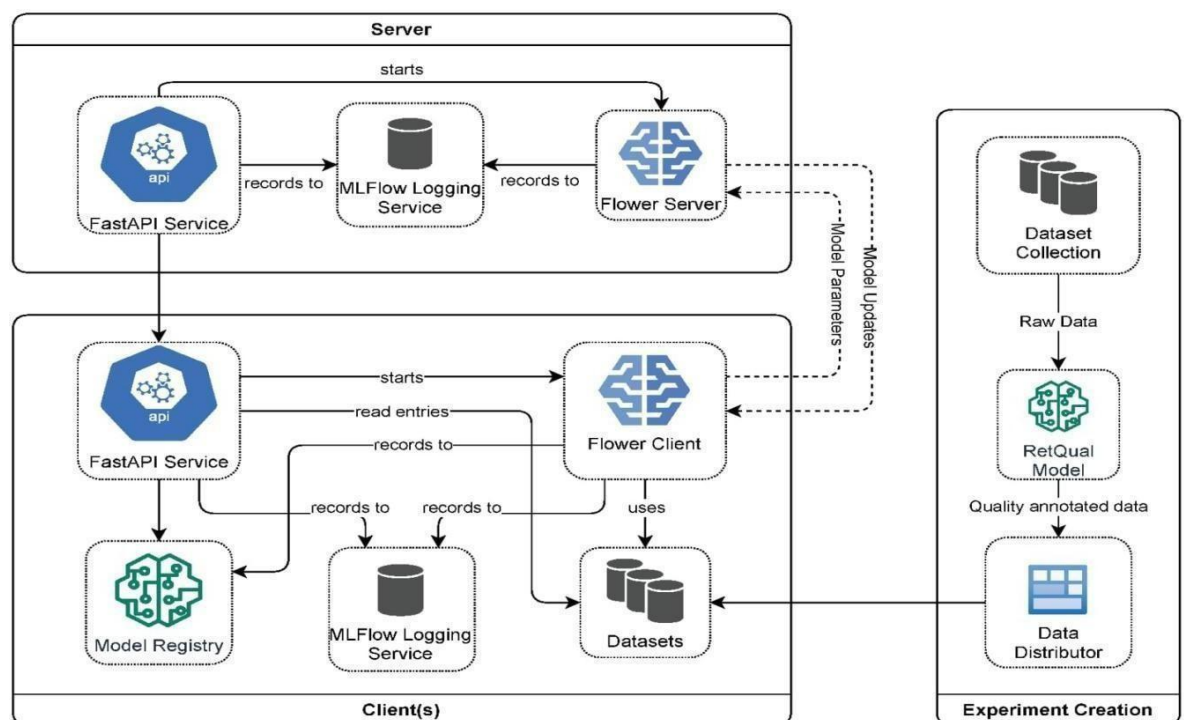 Server
starts
api
FastAPI Service
records to
MLFlow Logging
Service
records to
Flower Server
Model Parameters
Model Updates
api
FastAPI Service
starts
read entries
records to
Flower Client
records to
records to
uses
Model Registry
MLFlow Logging
Service
Datasets
Client(s)
Dataset
Collection
Raw Data
RetQual
Model
Quality annotated data
Data
Distributor
Experiment Creation